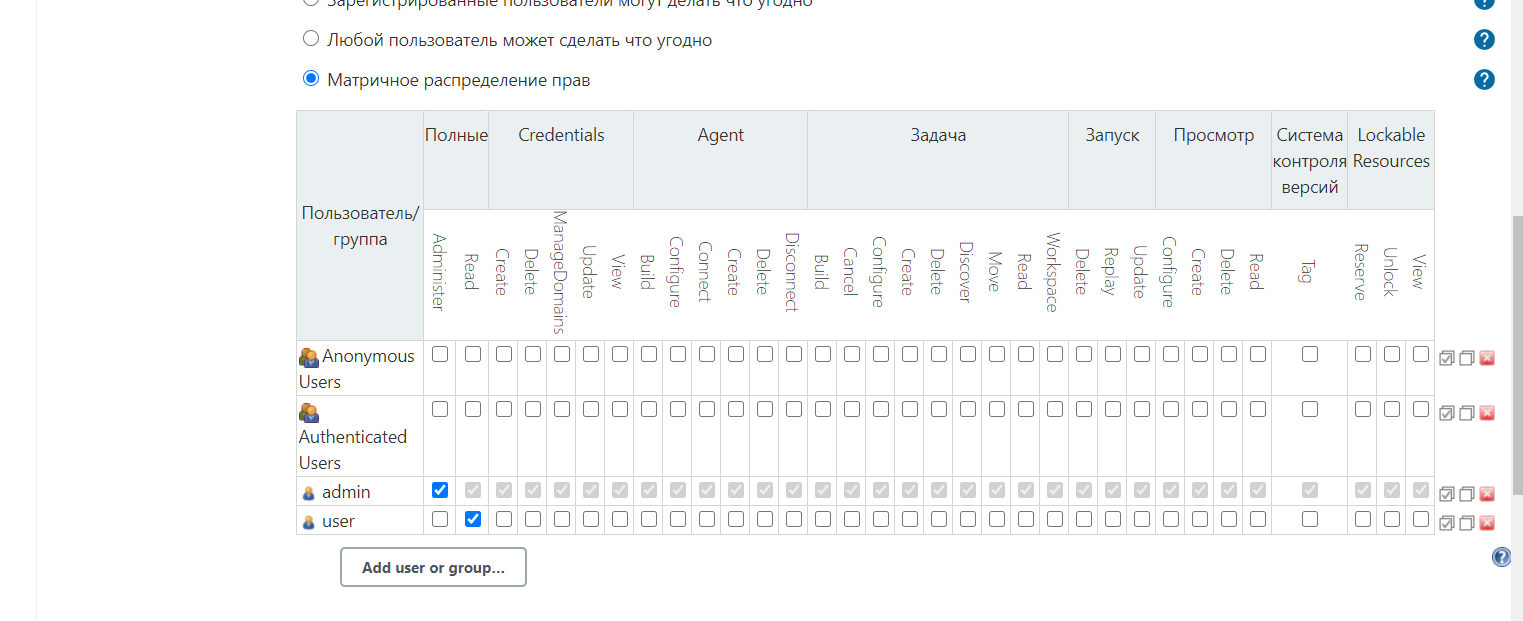 Зарегистрированные пользователи могут делать что угодно
Любой пользователь может сделать что угодно
Матричное распределение прав
Пользователь/
группа
Полные
Credentials
Agent
Задача
Запуск
Просмотр
Система
контроля
версий
Lockable
Resources
Administer
Read
Create
Delete
ManageDomains
Update
View
Build
Configure
Connect
Create
Delete
Disconnect
Build
Cancel
Configure
Create
Delete
Discover
Move
Read
Workspace
Delete
Replay
Update
Configure
Create
Delete
Read
Tag
Reserve
Unlock
View
Anonymous
Users
Authenticated
Users
admin
user
Add user or group...